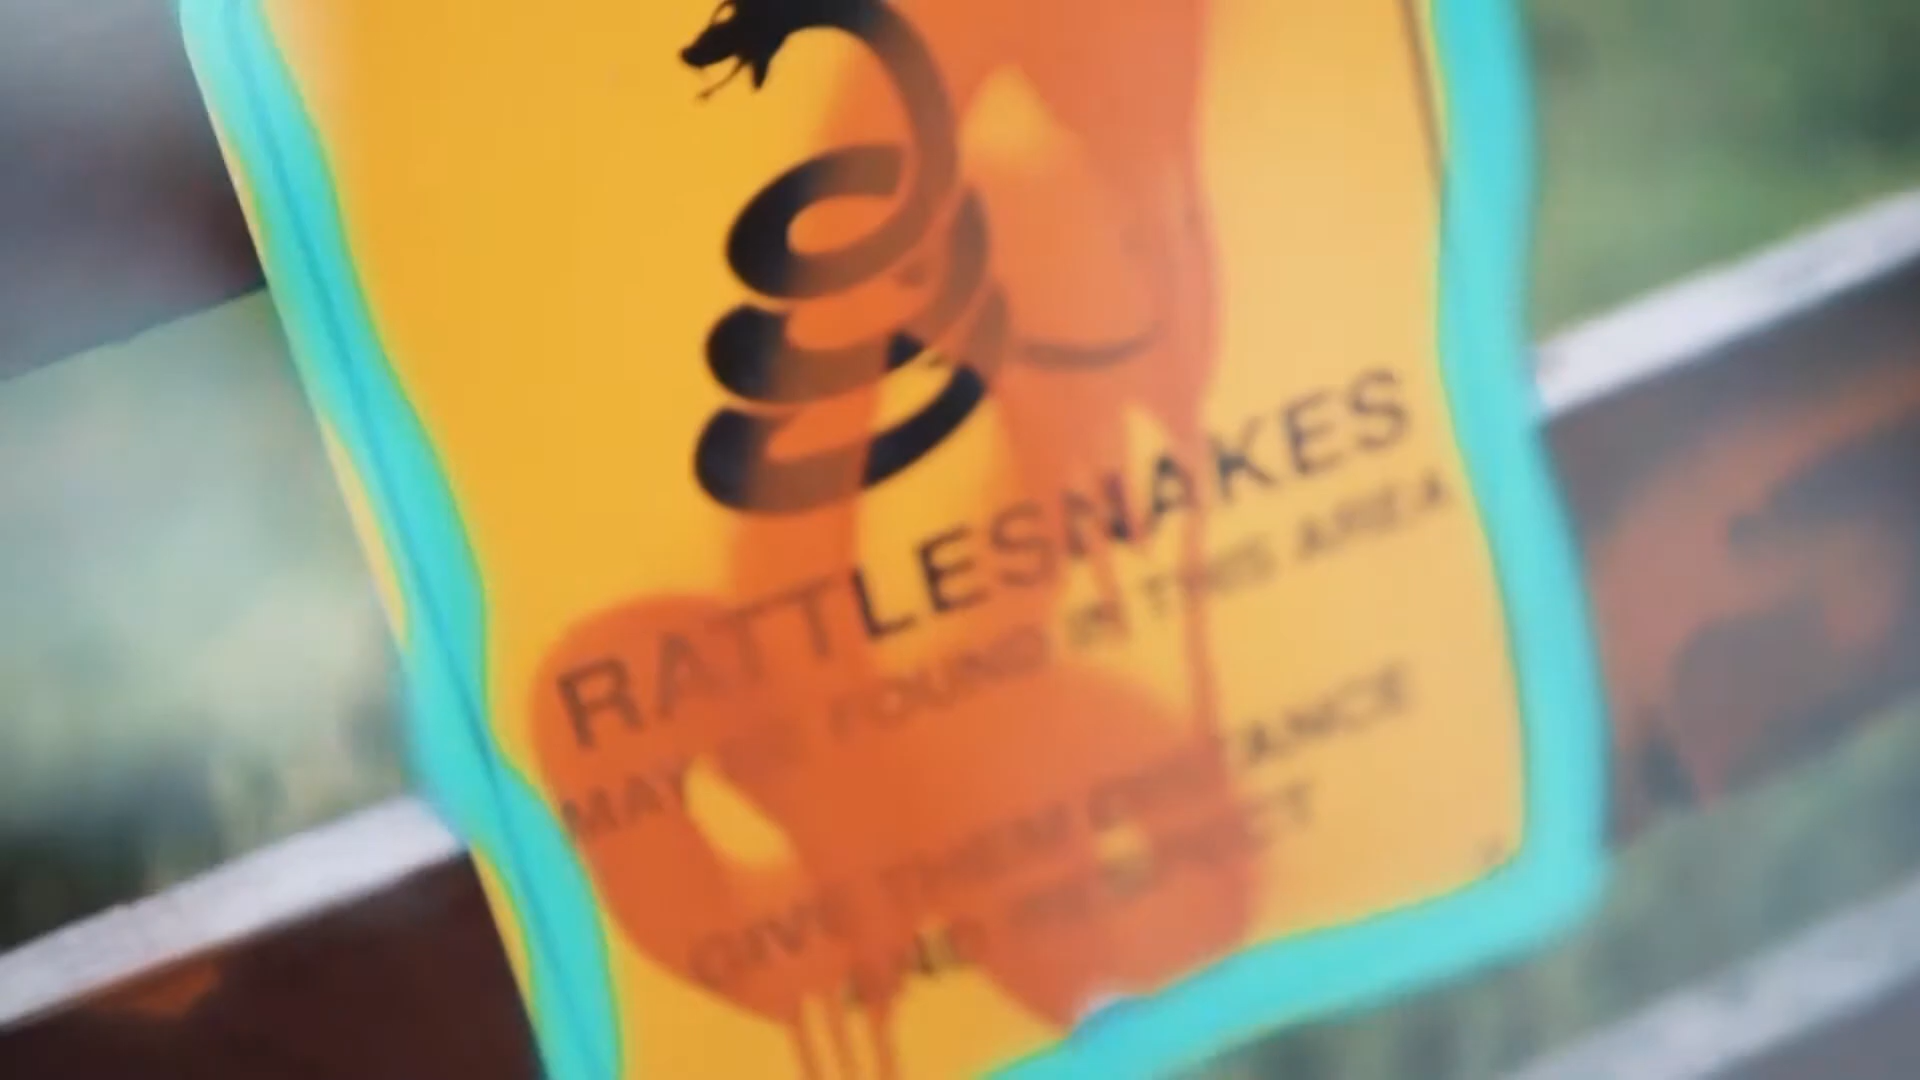 RATTLESNAKES
MAY BE FOUND IN THIS AREA
GIVE THEM DISTANCE
AND RESPECT